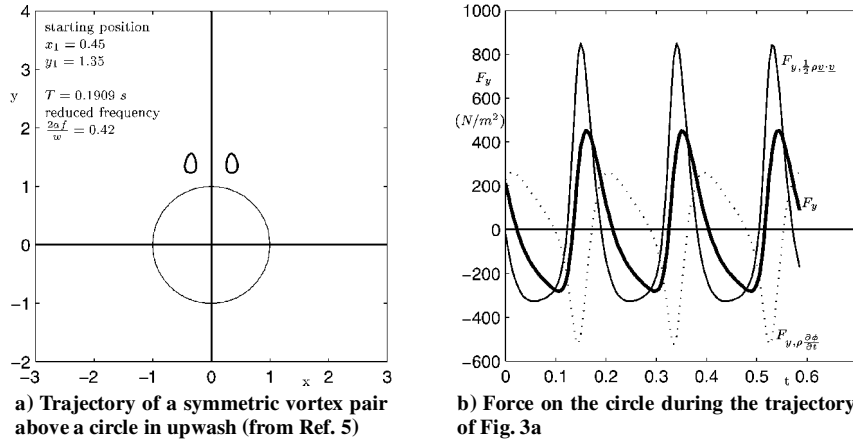 4
3
2
1
0
−1
−2
−3
−2
−1
0
1
2
3
y
x
starting position
x₁ = 0.45
y₁ = 1.35
T = 0.1909 s
reduced frequency
2af/w = 0.42
a) Trajectory of a symmetric vortex pair
above a circle in upwash (from Ref. 5)
1000
800
600
400
200
0
−200
−400
−600
0
0.1
0.2
0.3
0.4
0.5
0.6
t
F_y
(N/m²)
F_{y,½ρv·v}
F_y
F_{y,ρ∂ϕ/∂t}
b) Force on the circle during the trajectory
of Fig. 3a